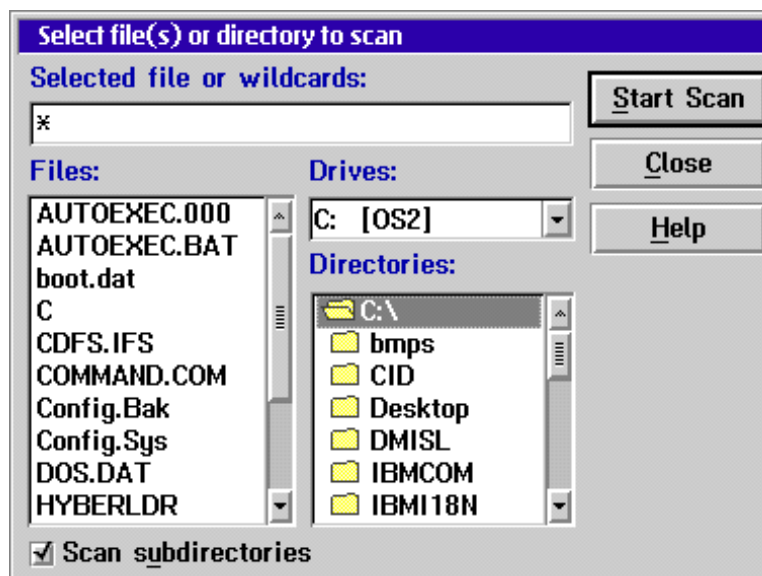 Select file(s) or directory to scan
Selected file or wildcards:
*
Start Scan
Close
Help
Files:
AUTOEXEC.000
AUTOEXEC.BAT
boot.dat
C
CDFS.IFS
COMMAND.COM
Config.Bak
Config.Sys
DOS.DAT
HYBERLDR
Drives:
C: [OS2]
Directories:
C:\
bmps
CID
Desktop
DMISL
IBMCOM
IBMI18N
Scan subdirectories